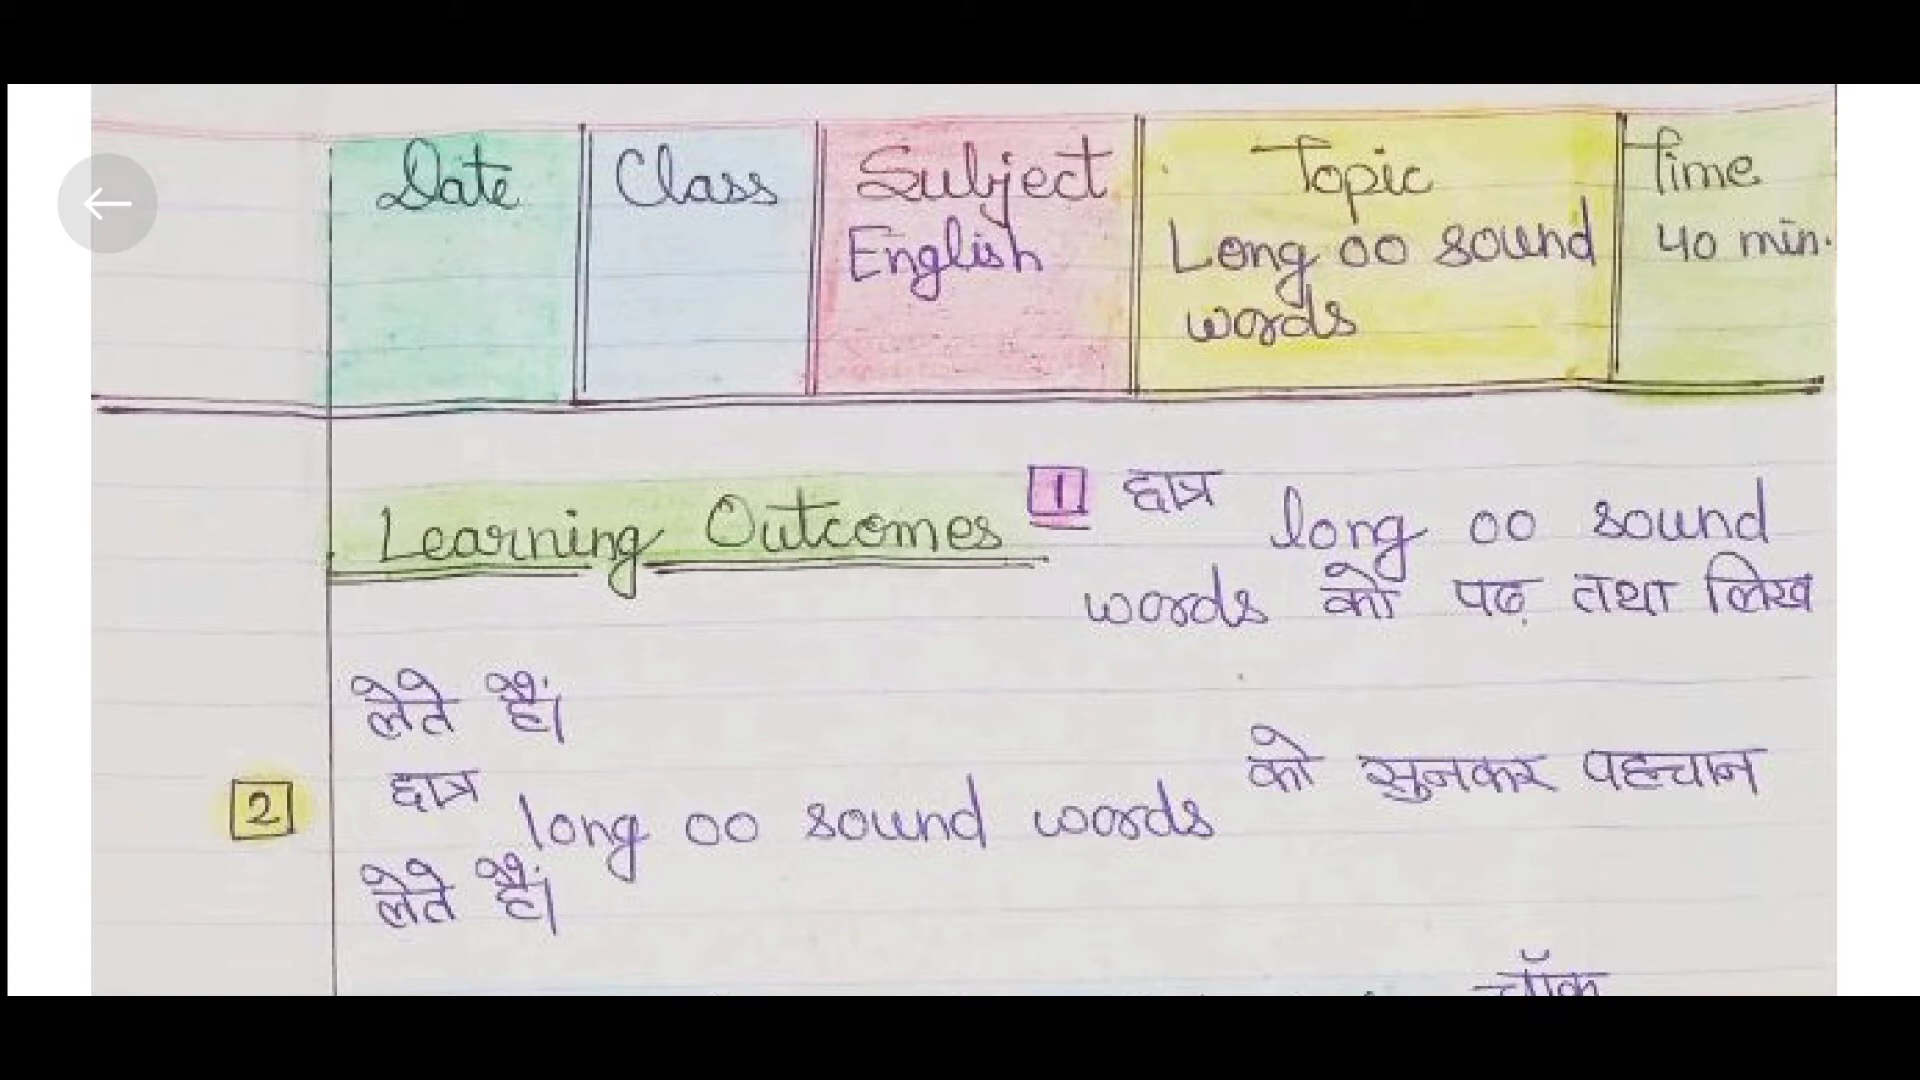 Date Class Subject Topic Time
English Long oo sound 40 min.
words
Learning Outcomes 1 छात्र long oo sound
words को पढ़ तथा लिख
लेते हैं।
2 छात्र long oo sound words को सुनकर पहचान
लेते हैं।
चॉक